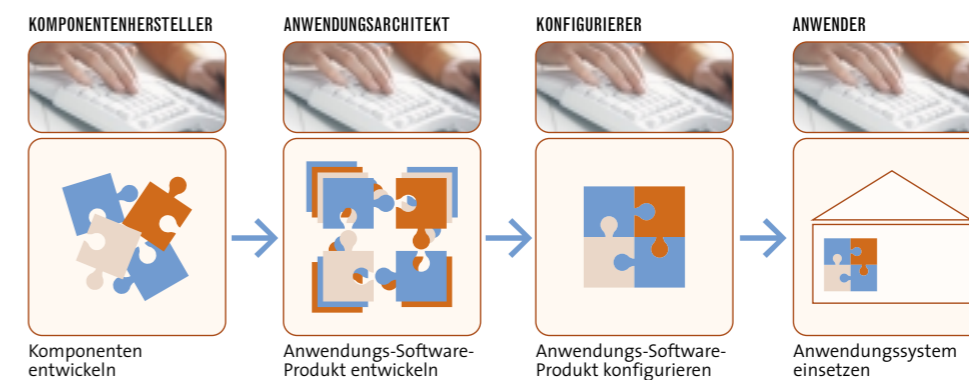 KOMPONENTENHERSTELLER
ANWENDUNGSARCHITEKT
KONFIGURIERER
ANWENDER
Komponenten
entwickeln
Anwendungs-Software-
Produkt entwickeln
Anwendungs-Software-
Produkt konfigurieren
Anwendungssystem
einsetzen